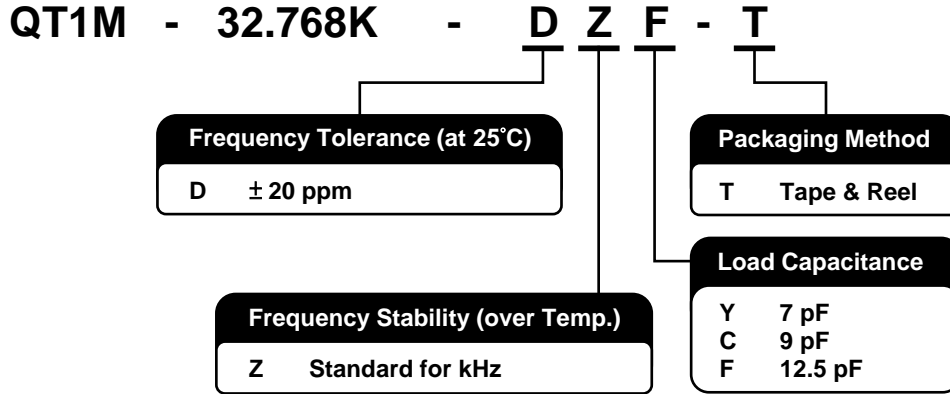 QT1M - 32.768K - D Z F - T
Frequency Tolerance (at 25°C)
D ± 20 ppm
Packaging Method
T Tape & Reel
Load Capacitance
Y 7 pF
C 9 pF
F 12.5 pF
Frequency Stability (over Temp.)
Z Standard for kHz